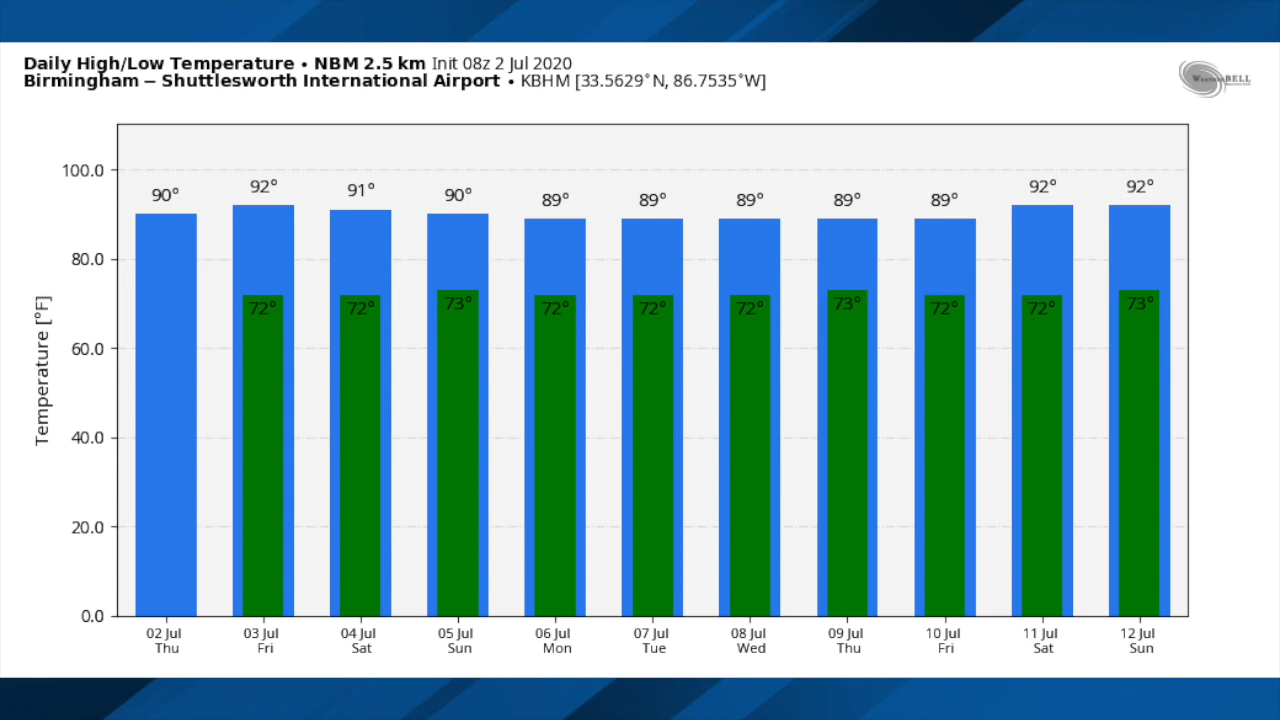 Daily High/Low Temperature • NBM 2.5 km Init 08z 2 Jul 2020
Birmingham – Shuttlesworth International Airport • KBHM [33.5629°N, 86.7535°W]
WeatherBELL
Temperature [°F]
100.0
80.0
60.0
40.0
20.0
0.0
90° 92° 91° 90° 89° 89° 89° 89° 89° 92° 92°
72° 72° 73° 72° 72° 72° 73° 72° 72° 73°
02 Jul 03 Jul 04 Jul 05 Jul 06 Jul 07 Jul 08 Jul 09 Jul 10 Jul 11 Jul 12 Jul
Thu Fri Sat Sun Mon Tue Wed Thu Fri Sat Sun